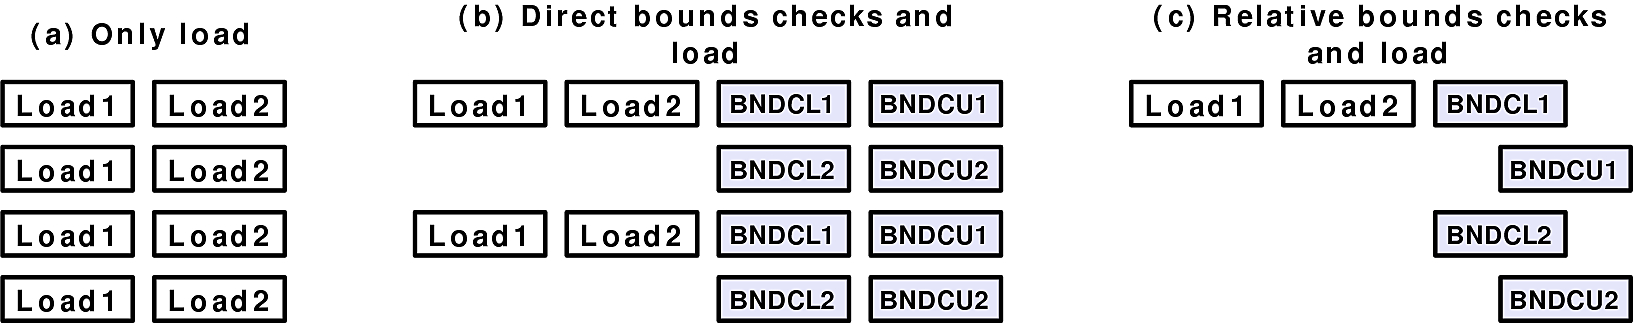 (a) Only load
(b) Direct bounds checks and
load
(c) Relative bounds checks
and load
Load1 Load2 Load1 Load2 BNDCL1 BNDCU1 Load1 Load2 BNDCL1
Load1 Load2 BNDCL2 BNDCU2 BNDCU1
Load1 Load2 Load1 Load2 BNDCL1 BNDCU1 BNDCL2
Load1 Load2 BNDCL2 BNDCU2 BNDCU2